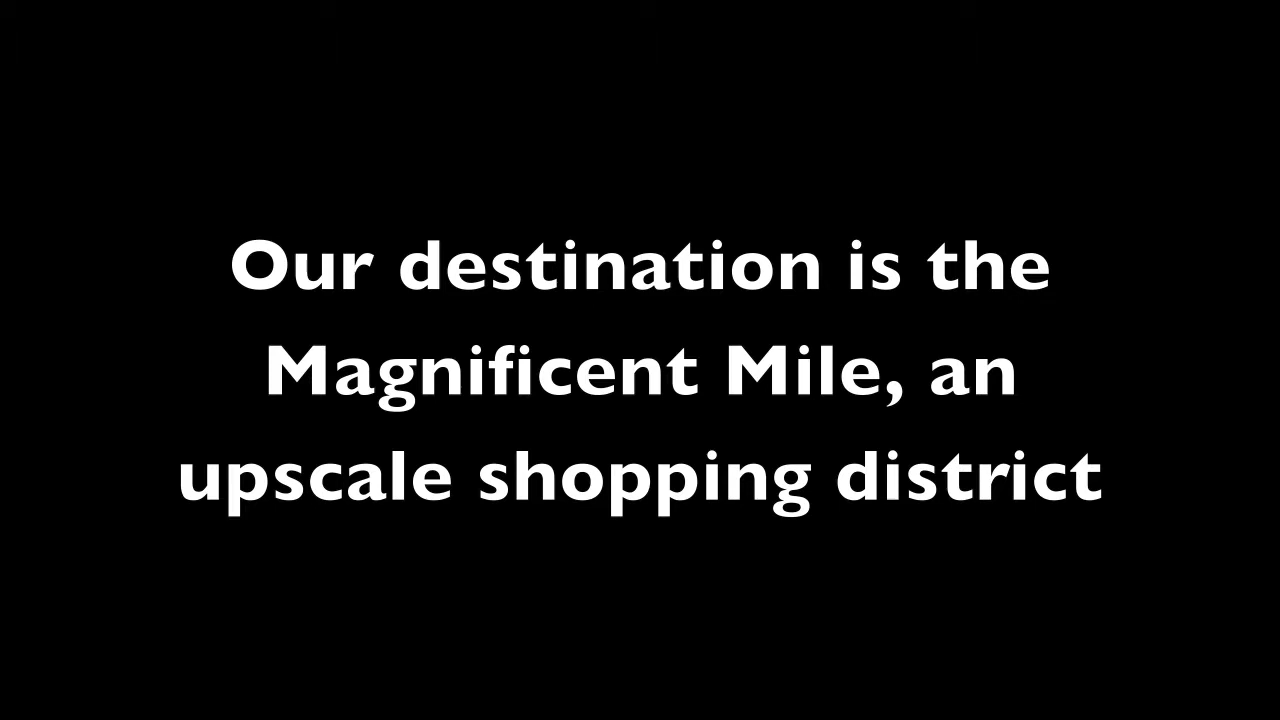 Our destination is the
Magnificent Mile, an
upscale shopping district